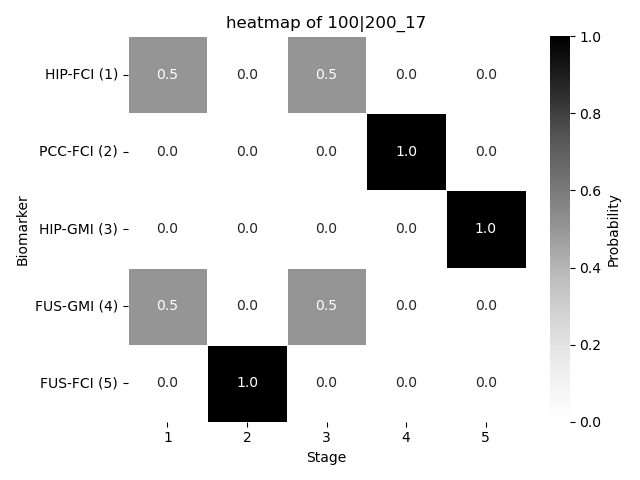 heatmap of 100|200_17
HIP-FCI (1) 0.5 0.0 0.5 0.0 0.0
PCC-FCI (2) 0.0 0.0 0.0 1.0 0.0
HIP-GMI (3) 0.0 0.0 0.0 0.0 1.0
FUS-GMI (4) 0.5 0.0 0.5 0.0 0.0
FUS-FCI (5) 0.0 1.0 0.0 0.0 0.0
1 2 3 4 5
Stage
Biomarker
1.0
0.8
0.6
0.4
0.2
0.0
Probability